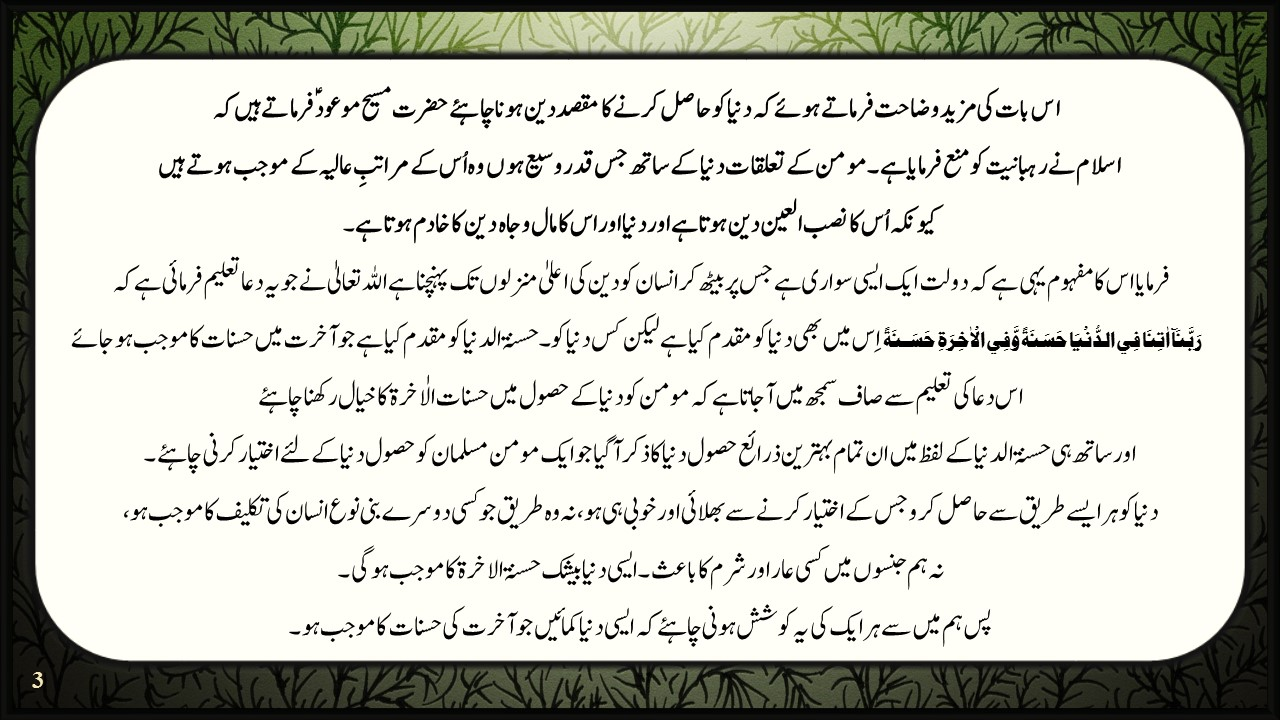 اس بات کی مزید وضاحت فرماتے ہوئے کہ دنیا کو حاصل کرنے کا مقصد دین ہونا چاہئے حضرت مسیح موعودؑ فرماتے ہیں کہ
اسلام نے رہبانیت کو منع فرمایا ہے۔ مومن کے تعلقات دنیا کے ساتھ جس قدر وسیع ہوں وہ اُس کے مراتبِ عالیہ کے موجب ہوتے ہیں
کیونکہ اُس کا نصب العین دین ہوتا ہے اور دنیا اور اس کا مال و جاہ دین کا خادم ہوتا ہے۔
فرمایا اس کا مفہوم یہی ہے کہ دولت ایک ایسی سواری ہے جس پر بیٹھ کر انسان کو دین کی اعلیٰ منزلوں تک پہنچنا ہے اللہ تعالیٰ نے جو یہ دعا تعلیم فرمائی ہے کہ
رَبَّنَآ اٰتِنَا فِي الدُّنْيَا حَسَنَةً وَّفِي الْاٰخِرَةِ حَسَـنَةً اِس میں بھی دنیا کو مقدم کیا ہے لیکن کس دنیا کو۔ حسنۃ الدنیا کو مقدم کیا ہے جو آخرت میں حسنات کا موجب ہو جائے
اس دعا کی تعلیم سے صاف سمجھ میں آ جاتا ہے کہ مومن کو دنیا کے حصول میں حسنات الاٰخرۃ کا خیال رکھنا چاہئے
اور ساتھ ہی حسنۃ الدنیا کے لفظ میں ان تمام بہترین ذرائع حصول دنیا کا ذکر آ گیا جو ایک مومن مسلمان کو حصول دنیا کے لئے اختیار کرنی چاہئے۔
دنیا کو ہر ایسے طریق سے حاصل کرو جس کے اختیار کرنے سے بھلائی اور خوبی ہی ہو، نہ وہ طریق جو کسی دوسرے بنی نوع انسان کی تکلیف کا موجب ہو،
نہ ہم جنسوں میں کسی عار اور شرم کا باعث۔ ایسی دنیا بیشک حسنۃ الاخرۃ کا موجب ہو گی۔
پس ہم میں سے ہر ایک کی یہ کوشش ہونی چاہئے کہ ایسی دنیا کمائیں جو آخرت کی حسنات کا موجب ہو۔
3